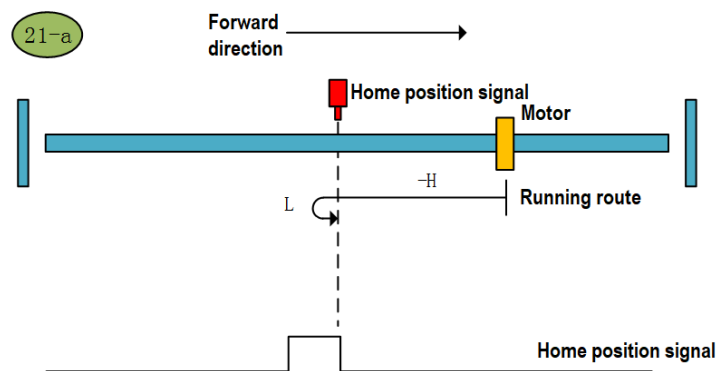 21-a
Forward
direction
Home position signal
Motor
-H
L
Running route
Home position signal